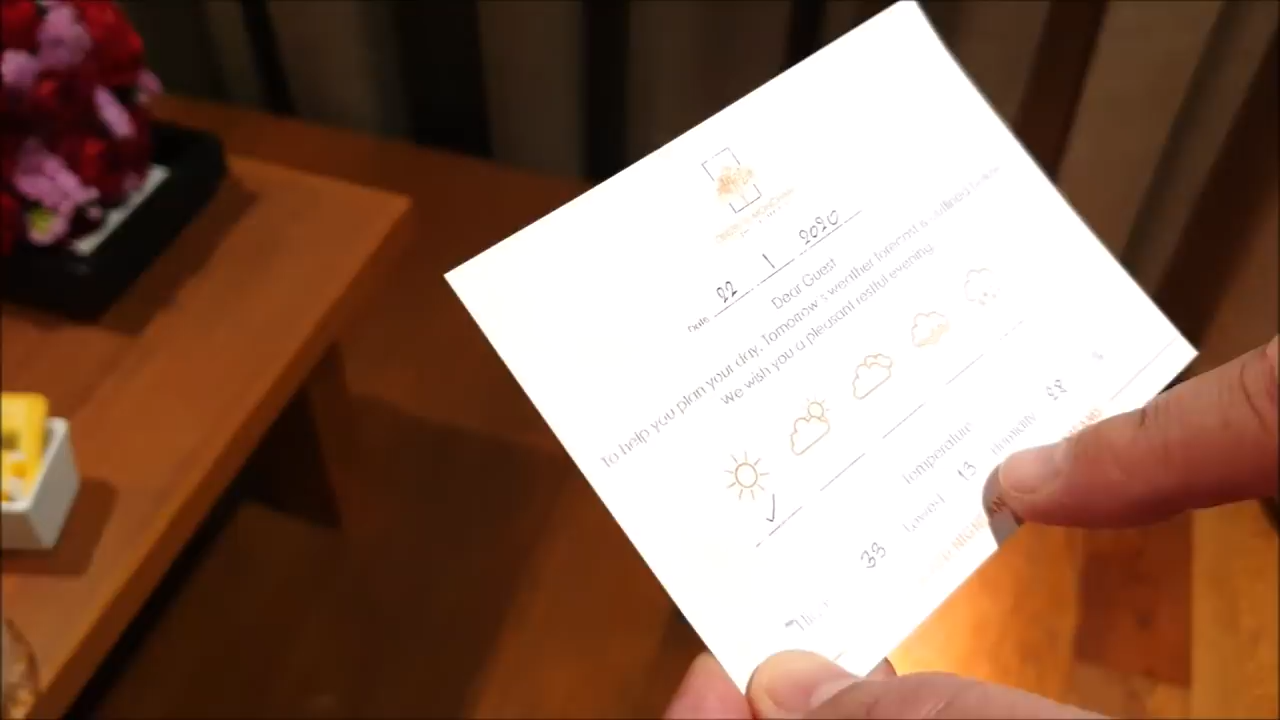 Date 22 1 2020
Dear Guest
To help you plan your day, Tomorrow's weather forecast is outlined below
We wish you a pleasant restful evening.
Temperature
33 Lowest 13 Humidity